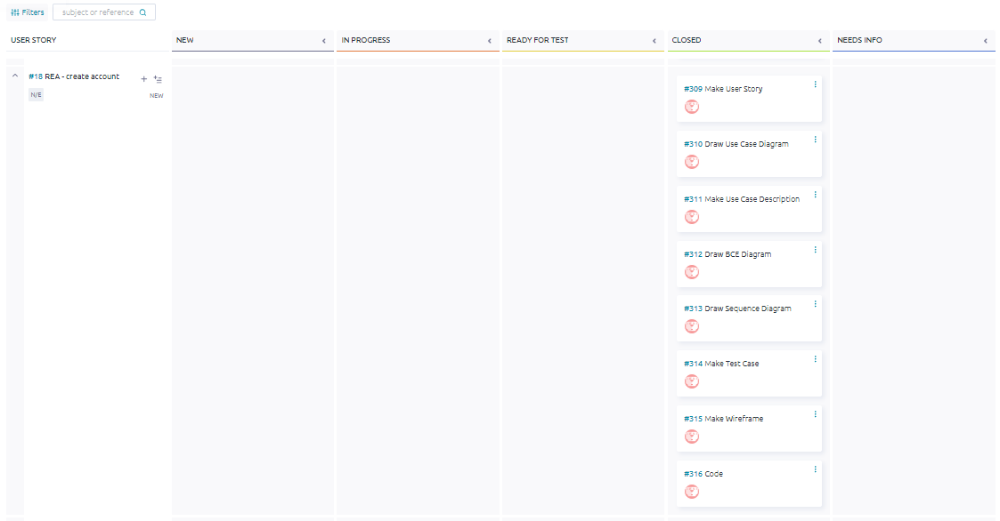 Filters
subject or reference
USER STORY
NEW
IN PROGRESS
READY FOR TEST
CLOSED
NEEDS INFO
#18 REA - create account
N/E
NEW
#309 Make User Story
#310 Draw Use Case Diagram
#311 Make Use Case Description
#312 Draw BCE Diagram
#313 Draw Sequence Diagram
#314 Make Test Case
#315 Make Wireframe
#316 Code